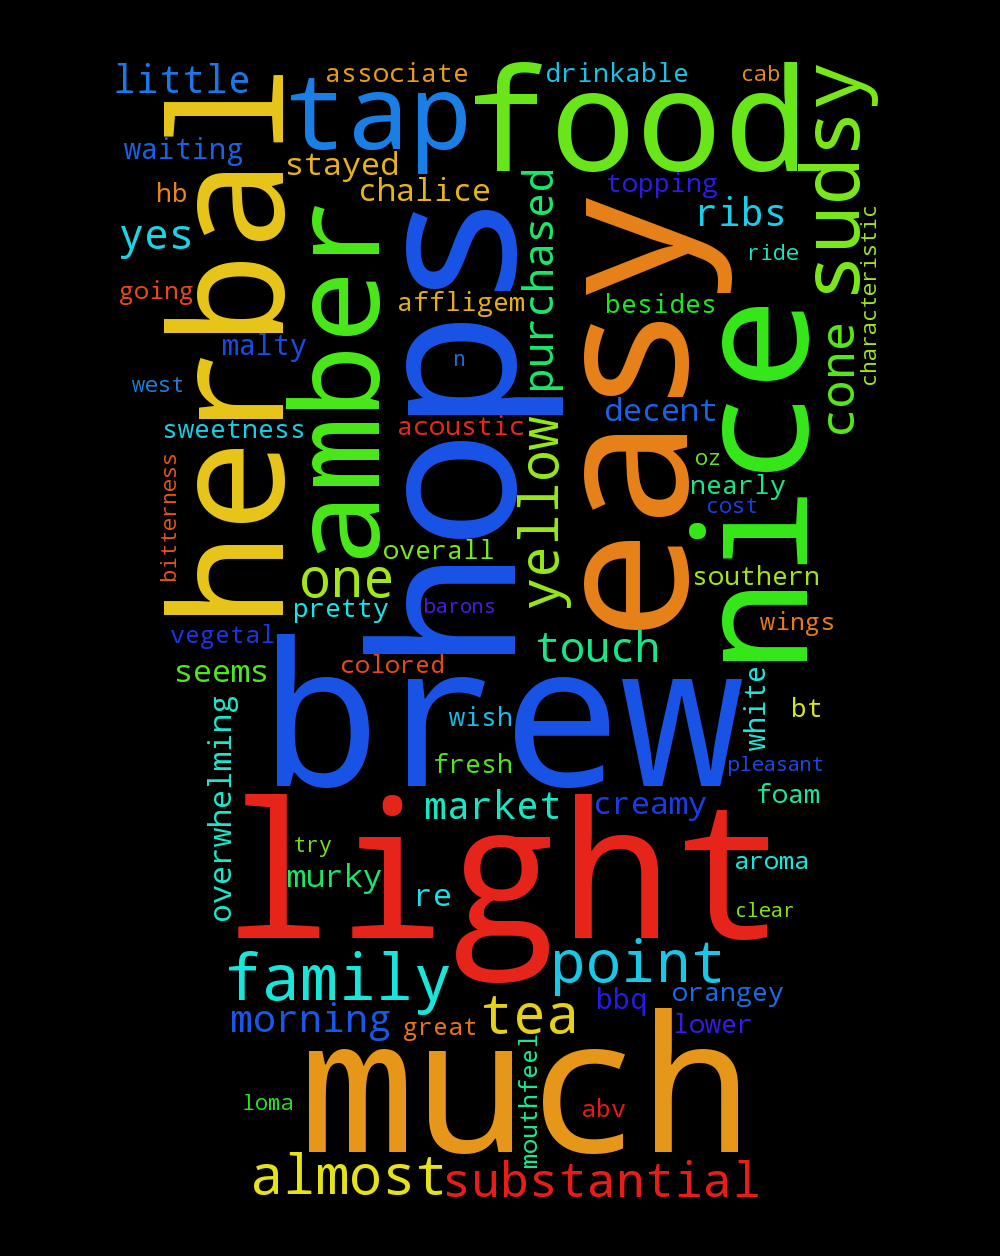 little
associate
drinkable
cab
herbal
tap
food
sudsy
waiting
stayed
hb
chalice
purchased
topping
ribs
yes
amber
hops
easy
ride
characteristic
going
affligem
besides
nice
cone
malty
n
west
decent
sweetness
acoustic
yellow
oz
bitterness
nearly
cost
overall
one
southern
pretty
barons
wings
vegetal
touch
seems
colored
brew
white
overwhelming
wish
bt
fresh
pleasant
market
creamy
foam
light
try
murky
re
aroma
clear
family
point
morning
great
tea
bbq
orangey
lower
much
loma
mouthfeel
abv
almost
substantial